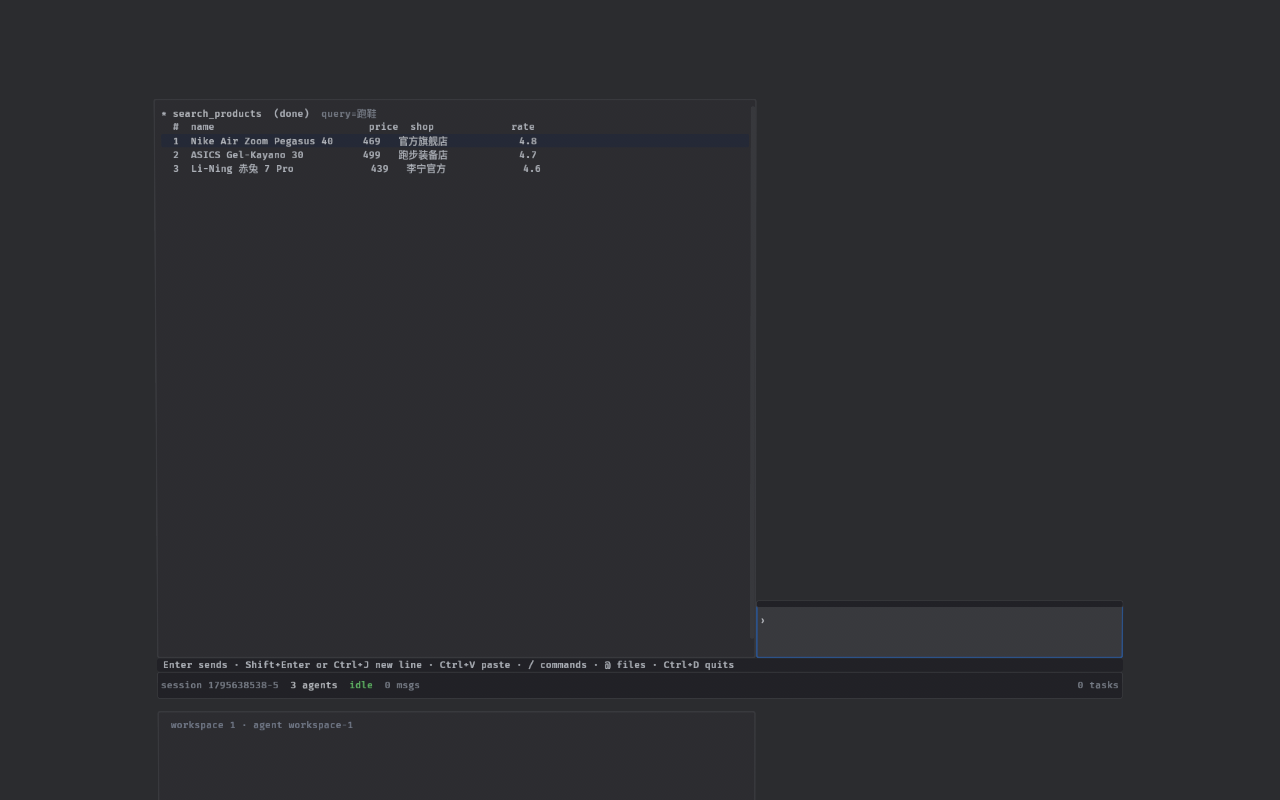 * search_products (done) query=跑鞋
# name price shop rate
1 Nike Air Zoom Pegasus 40 469 官方旗舰店 4.8
2 ASICS Gel-Kayano 30 499 跑步装备店 4.7
3 Li-Ning 赤兔 7 Pro 439 李宁官方 4.6
›
Enter sends · Shift+Enter or Ctrl+J new line · Ctrl+V paste · / commands · @ files · Ctrl+D quits
session 1795638538-5 3 agents idle 0 msgs 0 tasks
workspace 1 · agent workspace-1